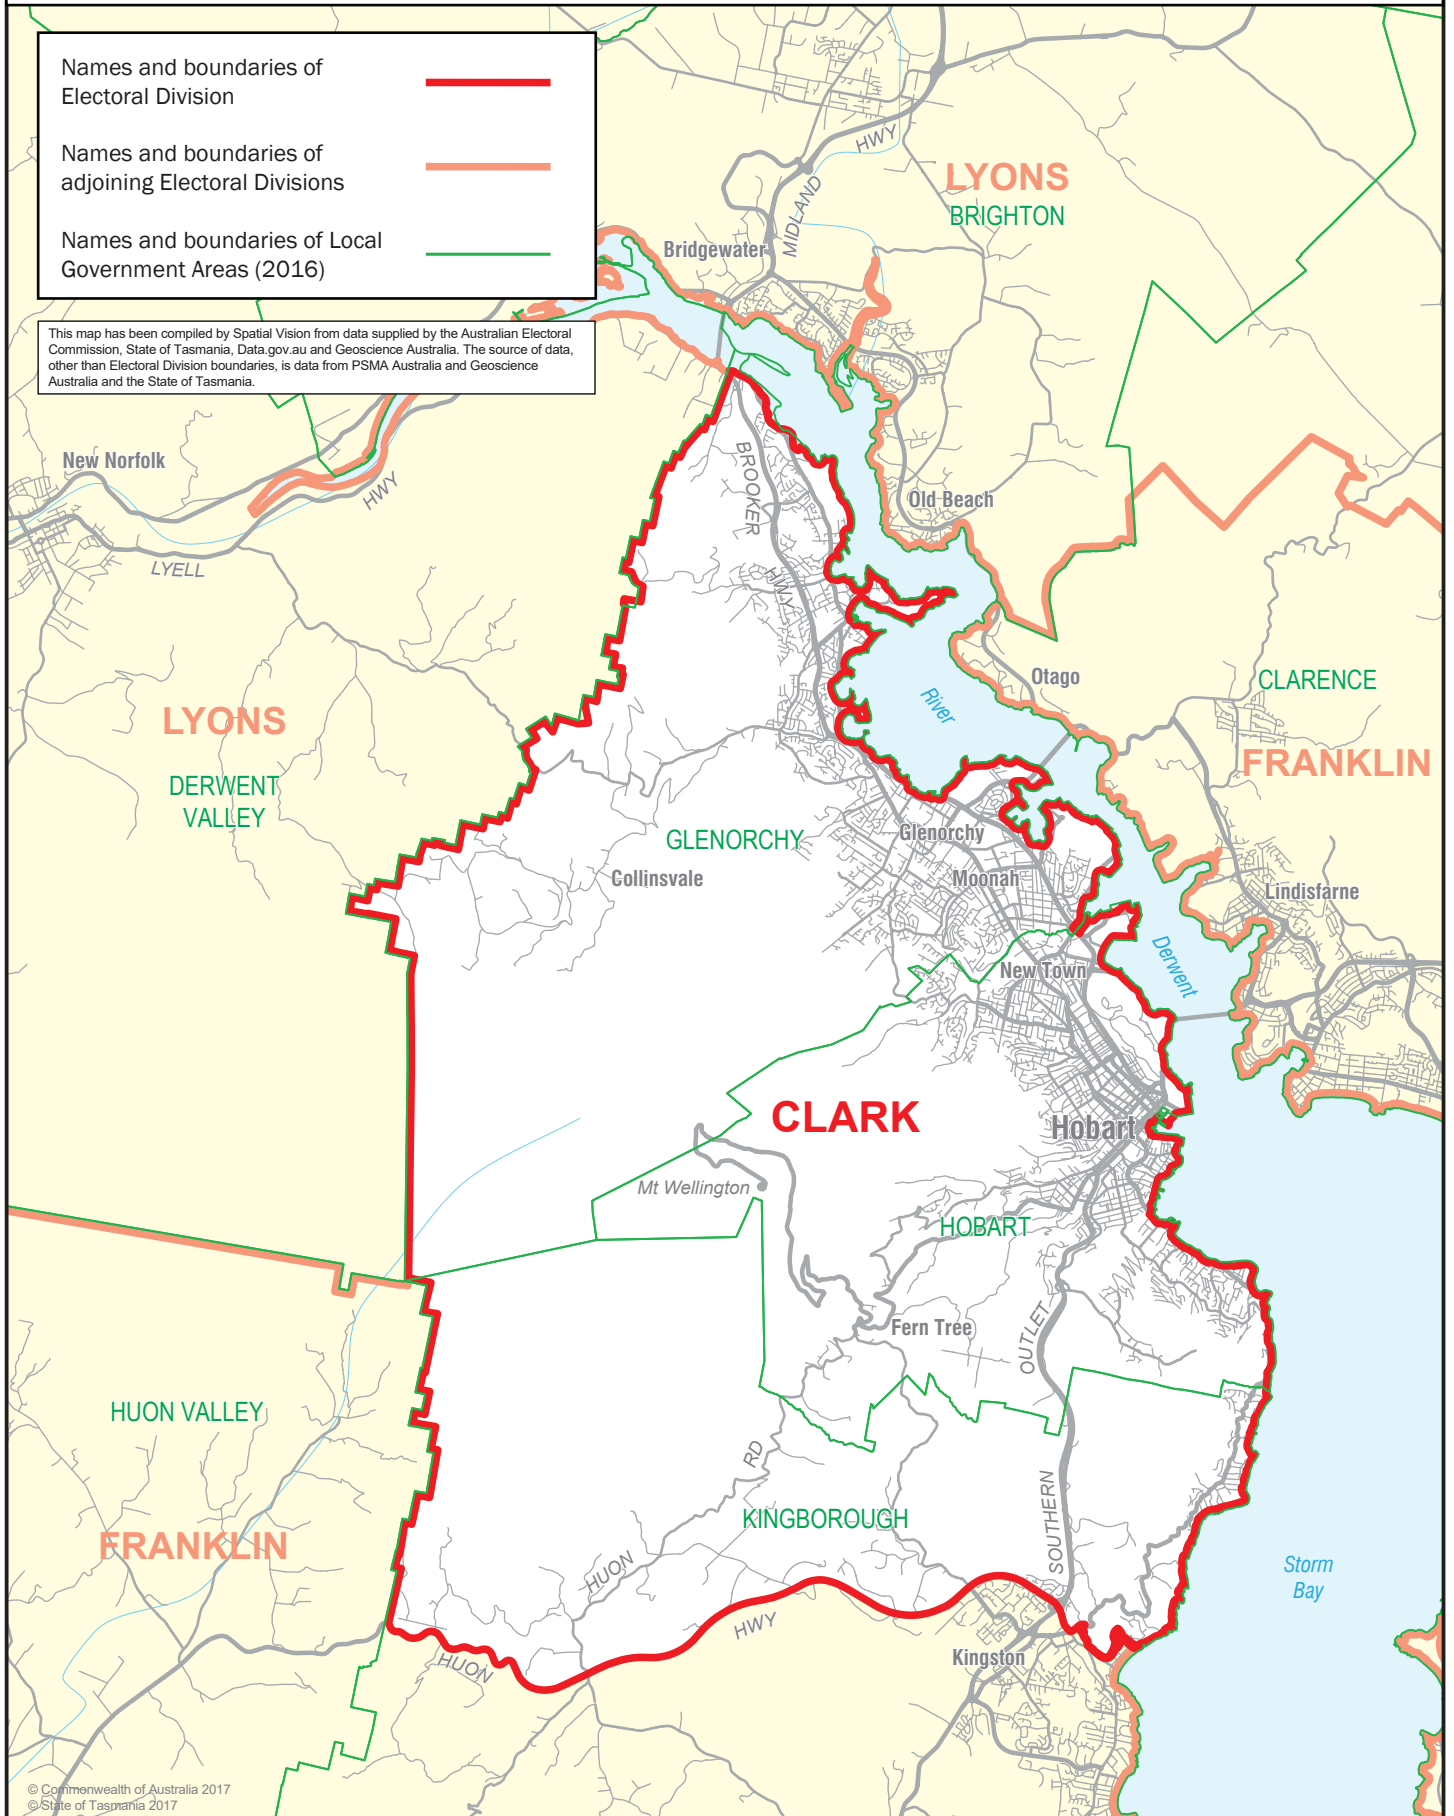 Names and boundaries of
Electoral Division
Names and boundaries of
adjoining Electoral Divisions
Names and boundaries of Local
Government Areas (2016)
This map has been compiled by Spatial Vision from data supplied by the Australian Electoral
Commission, State of Tasmania, Data.gov.au and Geoscience Australia. The source of data,
other than Electoral Division boundaries, is data from PSMA Australia and Geoscience
Australia and the State of Tasmania.
HWY
LYONS
MIDLAND
BRIGHTON
Bridgewater
New Norfolk
BROOKER
HWY
Old Beach
LYELL
HWY
Otago
CLARENCE
River
LYONS
FRANKLIN
DERWENT
VALLEY
GLENORCHY
Glenorchy
Collinsvale
Moonah
Lindisfarne
Derwent
New Town
CLARK
Hobart
Mt Wellington
HOBART
Fern Tree
OUTLET
HUON VALLEY
RD
KINGBOROUGH
SOUTHERN
FRANKLIN
HUON
Storm
Bay
HWY
HUON
Kingston
© Commonwealth of Australia 2017
© State of Tasmania 2017